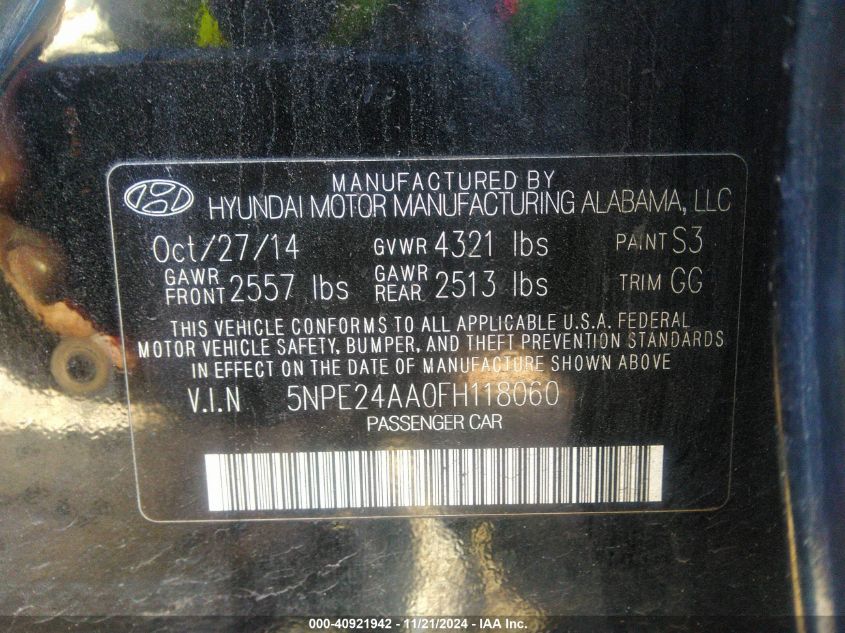 MANUFACTURED BY
HYUNDAI MOTOR MANUFACTURING ALABAMA, LLC
Oct/27/14 GVWR 4321 lbs PAINT S3
GAWR FRONT 2557 lbs GAWR REAR 2513 lbs TRIM GG
THIS VEHICLE CONFORMS TO ALL APPLICABLE U.S.A. FEDERAL
MOTOR VEHICLE SAFETY, BUMPER, AND THEFT PREVENTION STANDARDS
IN EFFECT ON THE DATE OF MANUFACTURE SHOWN ABOVE
V.I.N 5NPE24AA0FH118060
PASSENGER CAR
000-40921942 - 11/21/2024 - IAA Inc.